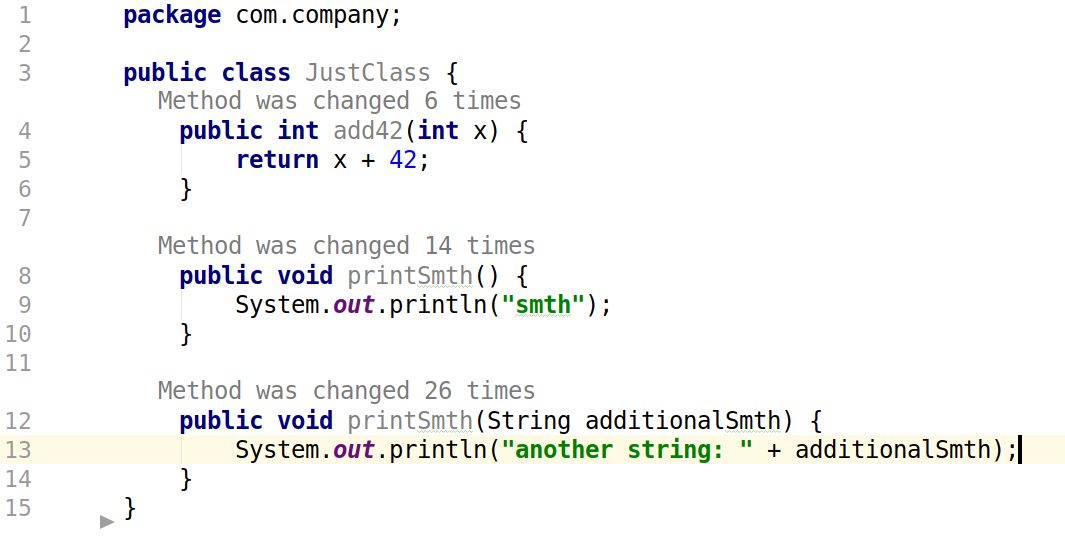 1 package com.company;
2
3 public class JustClass {
Method was changed 6 times
4 public int add42(int x) {
5 return x + 42;
6 }
7
Method was changed 14 times
8 public void printSmth() {
9 System.out.println("smth");
10 }
11
Method was changed 26 times
12 public void printSmth(String additionalSmth) {
13 System.out.println("another string: " + additionalSmth);
14 }
15 }